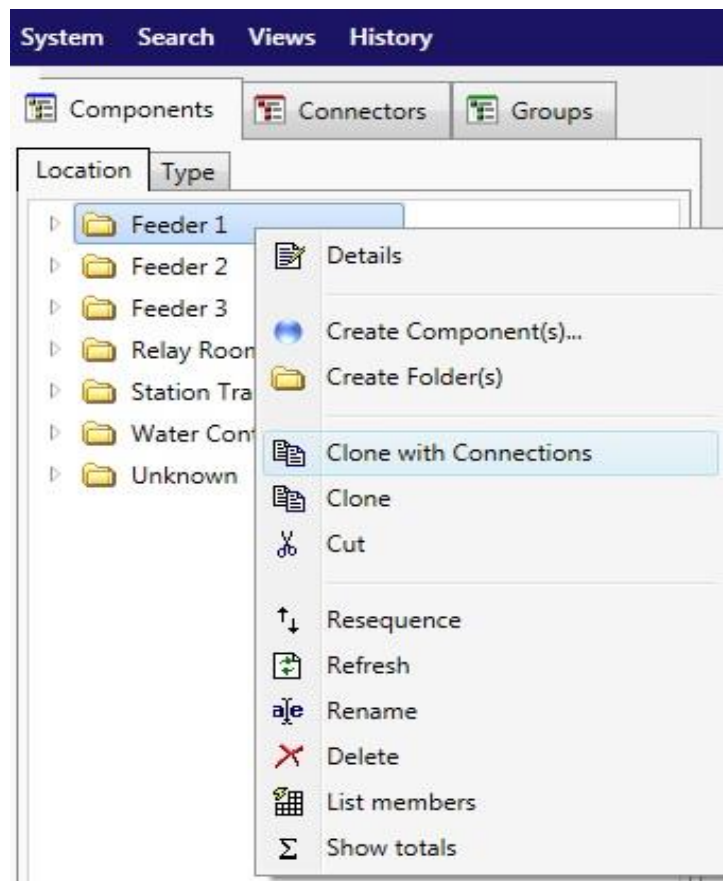 System Search Views History
Components Connectors Groups
Location Type
Feeder 1
Feeder 2
Feeder 3
Relay Roon
Station Tra
Water Con
Unknown
Details
Create Component(s)...
Create Folder(s)
Clone with Connections
Clone
Cut
Resequence
Refresh
Rename
Delete
List members
Show totals